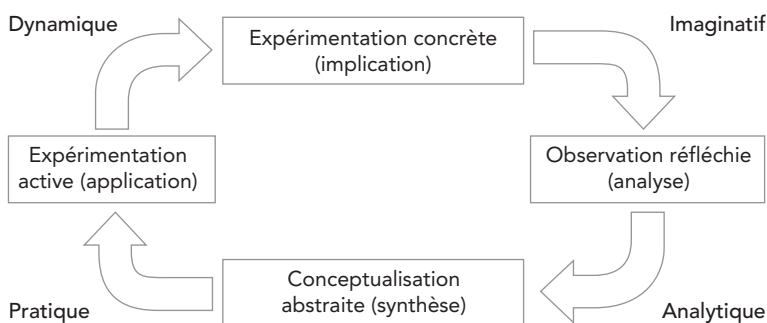 Dynamique
Expérimentation concrète
(implication)
Imaginatif
Expérimentation
active (application)
Observation réfléchie
(analyse)
Conceptualisation
abstraite (synthèse)
Pratique
Analytique